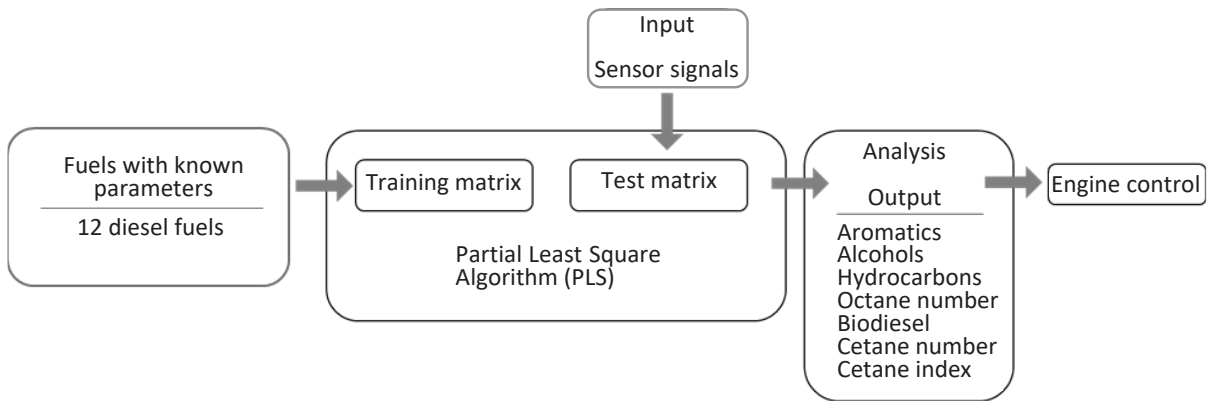 Input
Sensor signals
Fuels with known
parameters
12 diesel fuels
Training matrix
Test matrix
Partial Least Square
Algorithm (PLS)
Analysis
Output
Aromatics
Alcohols
Hydrocarbons
Octane number
Biodiesel
Cetane number
Cetane index
Engine control